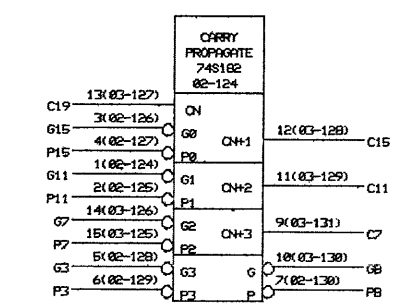 CARRY
PROPAGATE
74S182
02-124
C19 13(03-127) CN
G15 3(02-126) G0 CN+1 12(03-128) C15
P15 4(02-127) P0
G11 1(02-124) G1 CN+2 11(03-129) C11
P11 2(02-125) P1
G7 14(03-126) G2 CN+3 9(03-131) C7
P7 15(03-125) P2
G3 5(02-128) G3 G 10(03-130) GB
P3 6(02-129) P3 P 7(02-130) PB